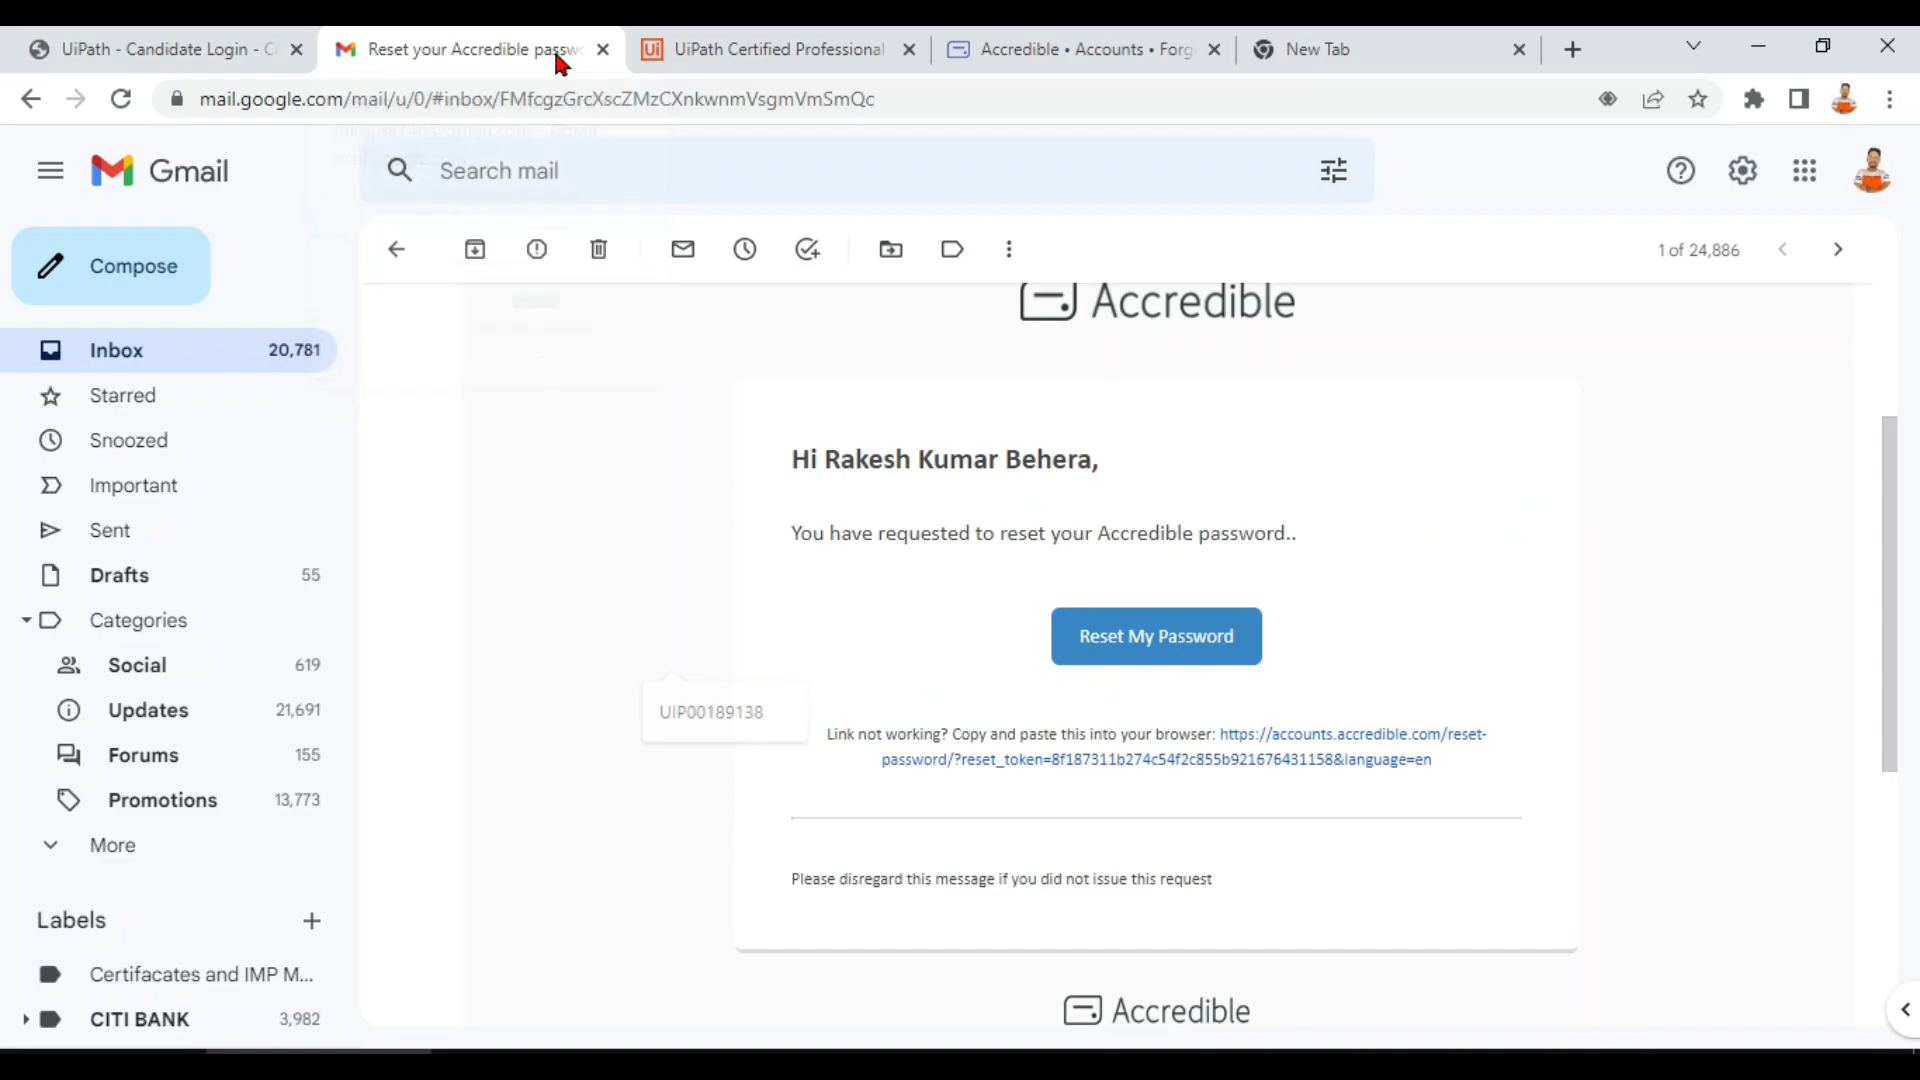 UiPath - Candidate Login - C
Reset your Accredible passw
UiPath Certified Professional
Accredible • Accounts • Forg
New Tab
mail.google.com/mail/u/0/#inbox/FMfcgzGrcXscZMzCXnkwnmVsgmVmSmQc
Gmail
Search mail
Compose
1 of 24,886
Inbox 20,781
Starred
Snoozed
Important
Sent
Drafts 55
Categories
Social 619
Updates 21,691
Forums 155
Promotions 13,773
More
Labels
Certifacates and IMP M...
CITI BANK 3,982
Accredible
Hi Rakesh Kumar Behera,
You have requested to reset your Accredible password..
Reset My Password
UIP00189138
Link not working? Copy and paste this into your browser: https://accounts.accredible.com/reset-
password/?reset_token=8f187311b274c54f2c855b921676431158&language=en
Please disregard this message if you did not issue this request
Accredible